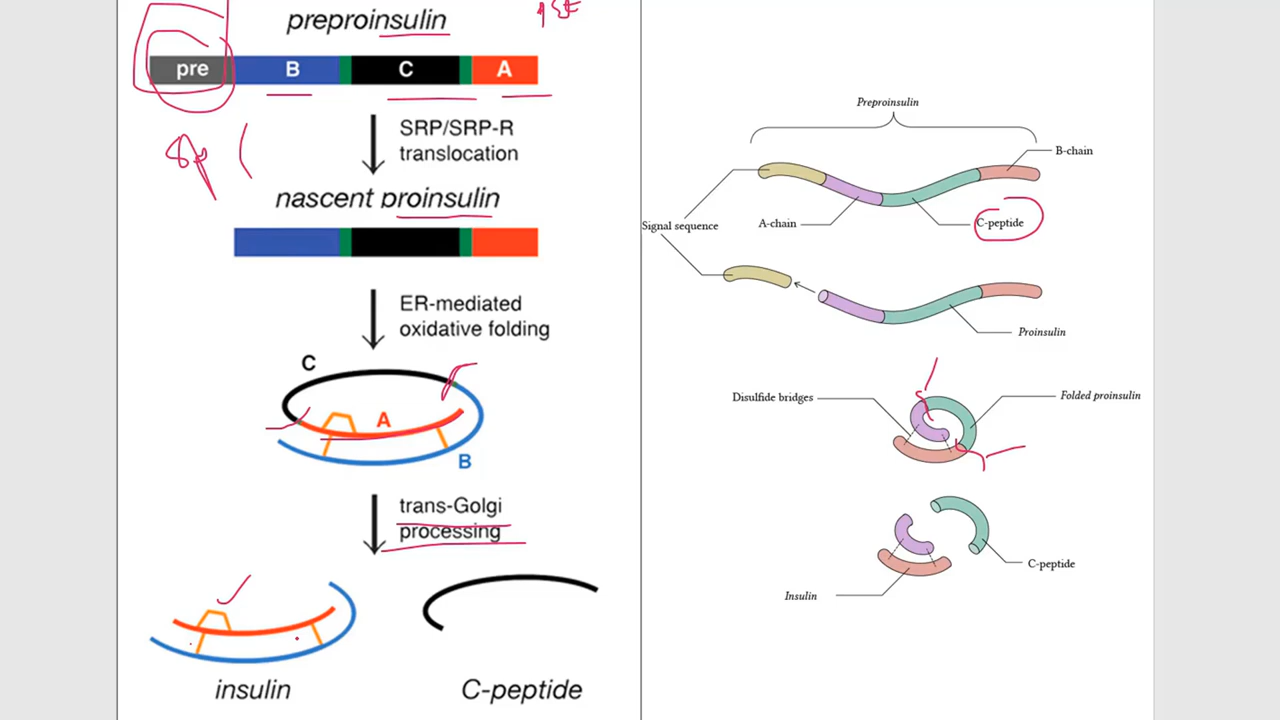 preproinsulin
pre B C A
SRP/SRP-R
translocation
nascent proinsulin
ER-mediated
oxidative folding
C
A
B
trans-Golgi
processing
insulin
C-peptide
Preproinsulin
B-chain
Signal sequence
A-chain
C-peptide
Proinsulin
Disulfide bridges
Folded proinsulin
C-peptide
Insulin